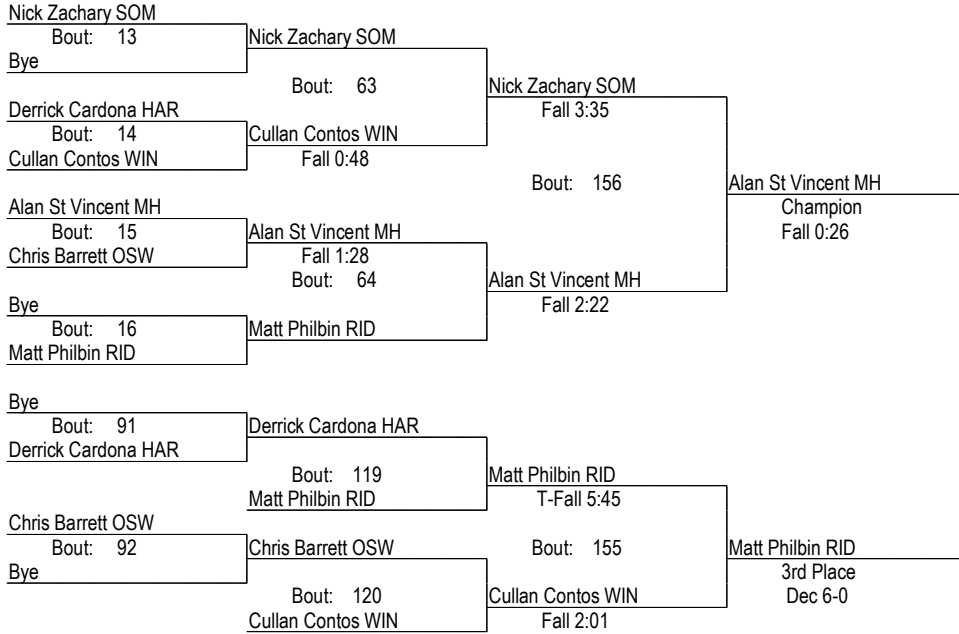 Nick Zachary SOM
Bout: 13
Nick Zachary SOM
Bye
Bout: 63
Nick Zachary SOM
Derrick Cardona HAR
Fall 3:35
Bout: 14
Cullan Contos WIN
Cullan Contos WIN
Fall 0:48
Bout: 156
Alan St Vincent MH
Alan St Vincent MH
Champion
Bout: 15
Alan St Vincent MH
Fall 0:26
Chris Barrett OSW
Fall 1:28
Bout: 64
Alan St Vincent MH
Bye
Fall 2:22
Bout: 16
Matt Philbin RID
Matt Philbin RID
Bye
Bout: 91
Derrick Cardona HAR
Derrick Cardona HAR
Bout: 119
Matt Philbin RID
Matt Philbin RID
T-Fall 5:45
Chris Barrett OSW
Bout: 92
Chris Barrett OSW
Bout: 155
Matt Philbin RID
Bye
3rd Place
Bout: 120
Cullan Contos WIN
Dec 6-0
Cullan Contos WIN
Fall 2:01